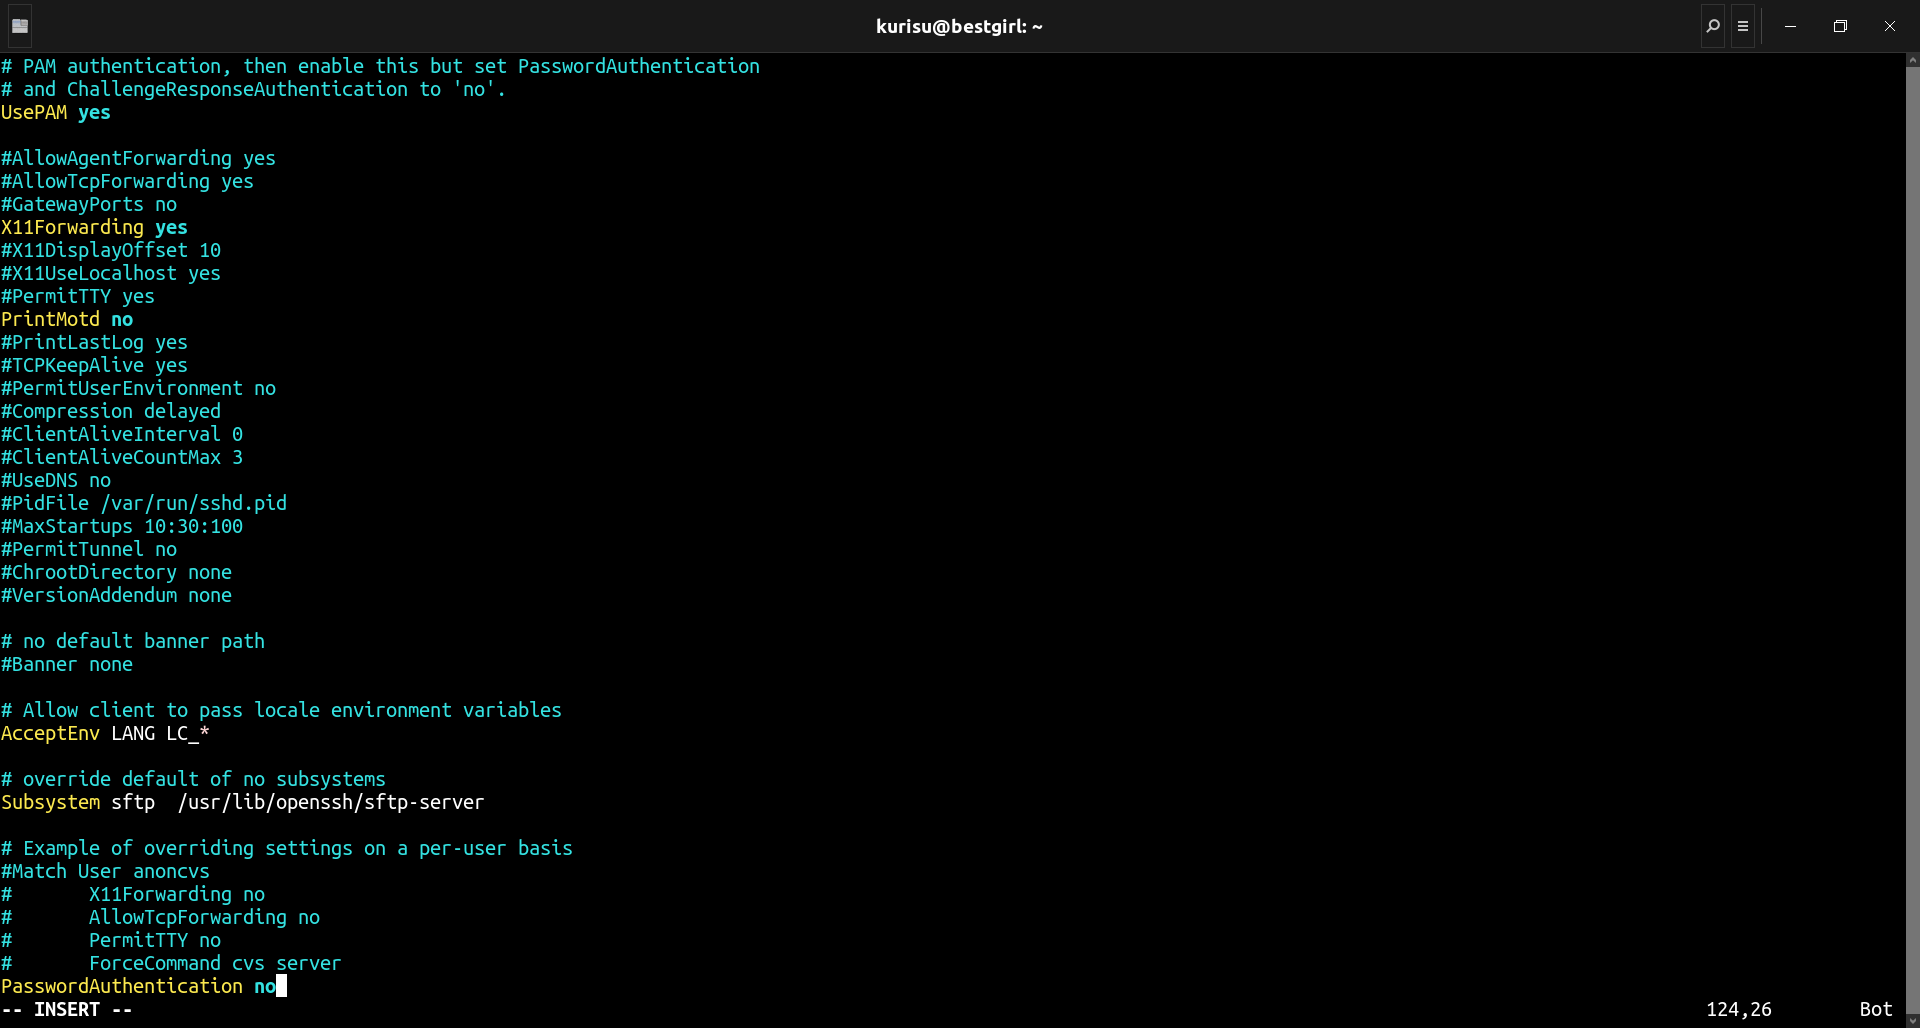 kurisu@bestgirl: ~
# PAM authentication, then enable this but set PasswordAuthentication
# and ChallengeResponseAuthentication to 'no'.
UsePAM yes
#AllowAgentForwarding yes
#AllowTcpForwarding yes
#GatewayPorts no
X11Forwarding yes
#X11DisplayOffset 10
#X11UseLocalhost yes
#PermitTTY yes
PrintMotd no
#PrintLastLog yes
#TCPKeepAlive yes
#PermitUserEnvironment no
#Compression delayed
#ClientAliveInterval 0
#ClientAliveCountMax 3
#UseDNS no
#PidFile /var/run/sshd.pid
#MaxStartups 10:30:100
#PermitTunnel no
#ChrootDirectory none
#VersionAddendum none
# no default banner path
#Banner none
# Allow client to pass locale environment variables
AcceptEnv LANG LC_*
# override default of no subsystems
Subsystem sftp  /usr/lib/openssh/sftp-server
# Example of overriding settings on a per-user basis
#Match User anoncvs
#       X11Forwarding no
#       AllowTcpForwarding no
#       PermitTTY no
#       ForceCommand cvs server
PasswordAuthentication no
-- INSERT -- 124,26 Bot